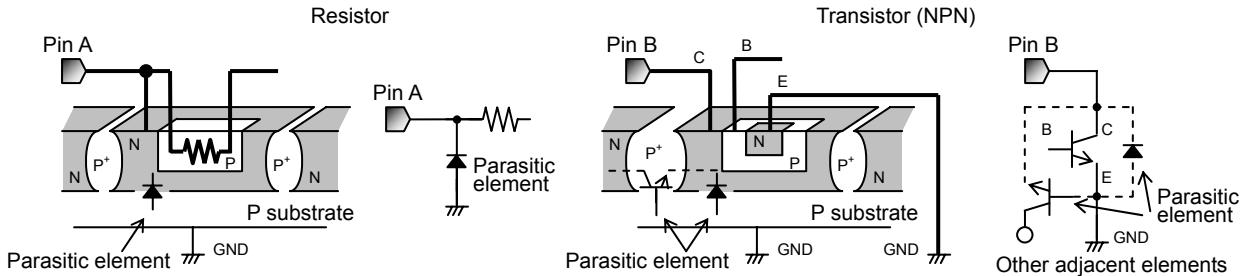 Resistor
Transistor (NPN)
Pin A
Pin A
N
P+
N
P
P+
N
Parasitic element
P substrate
Parasitic element
GND
Pin B
C
B
E
N
P+
N
P
P+
N
P substrate
Parasitic element
GND
GND
Pin B
B
C
E
Parasitic element
GND
Other adjacent elements